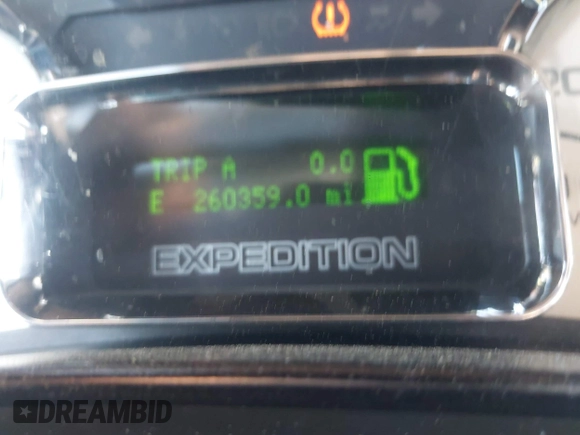 TRIP A 0.0
E 260359.0 mi
EXPEDITION
DREAMBID